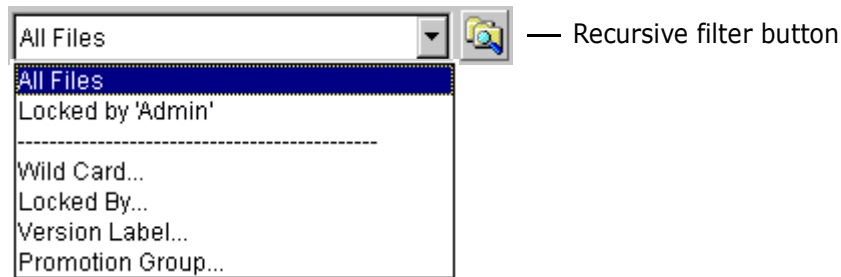 All Files
Recursive filter button
All Files
Locked by 'Admin'
---------------------------------------------
Wild Card...
Locked By...
Version Label...
Promotion Group...